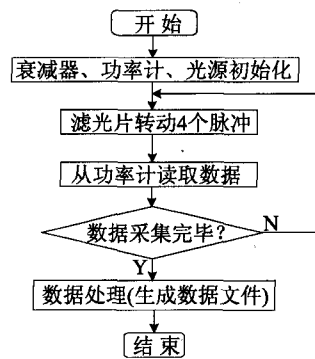 开始
衰减器、功率计、光源初始化
滤光片转动4个脉冲
从功率计读取数据
数据采集完毕?
N
Y
数据处理(生成数据文件)
结束